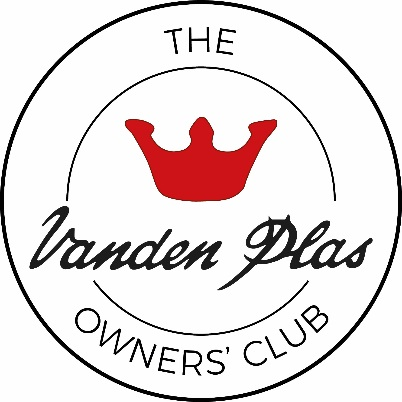 THE
Vanden Plas
OWNERS' CLUB